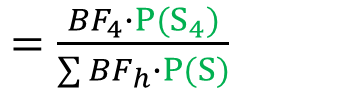 = BF₄·P(S₄)
∑ BFₕ·P(S)